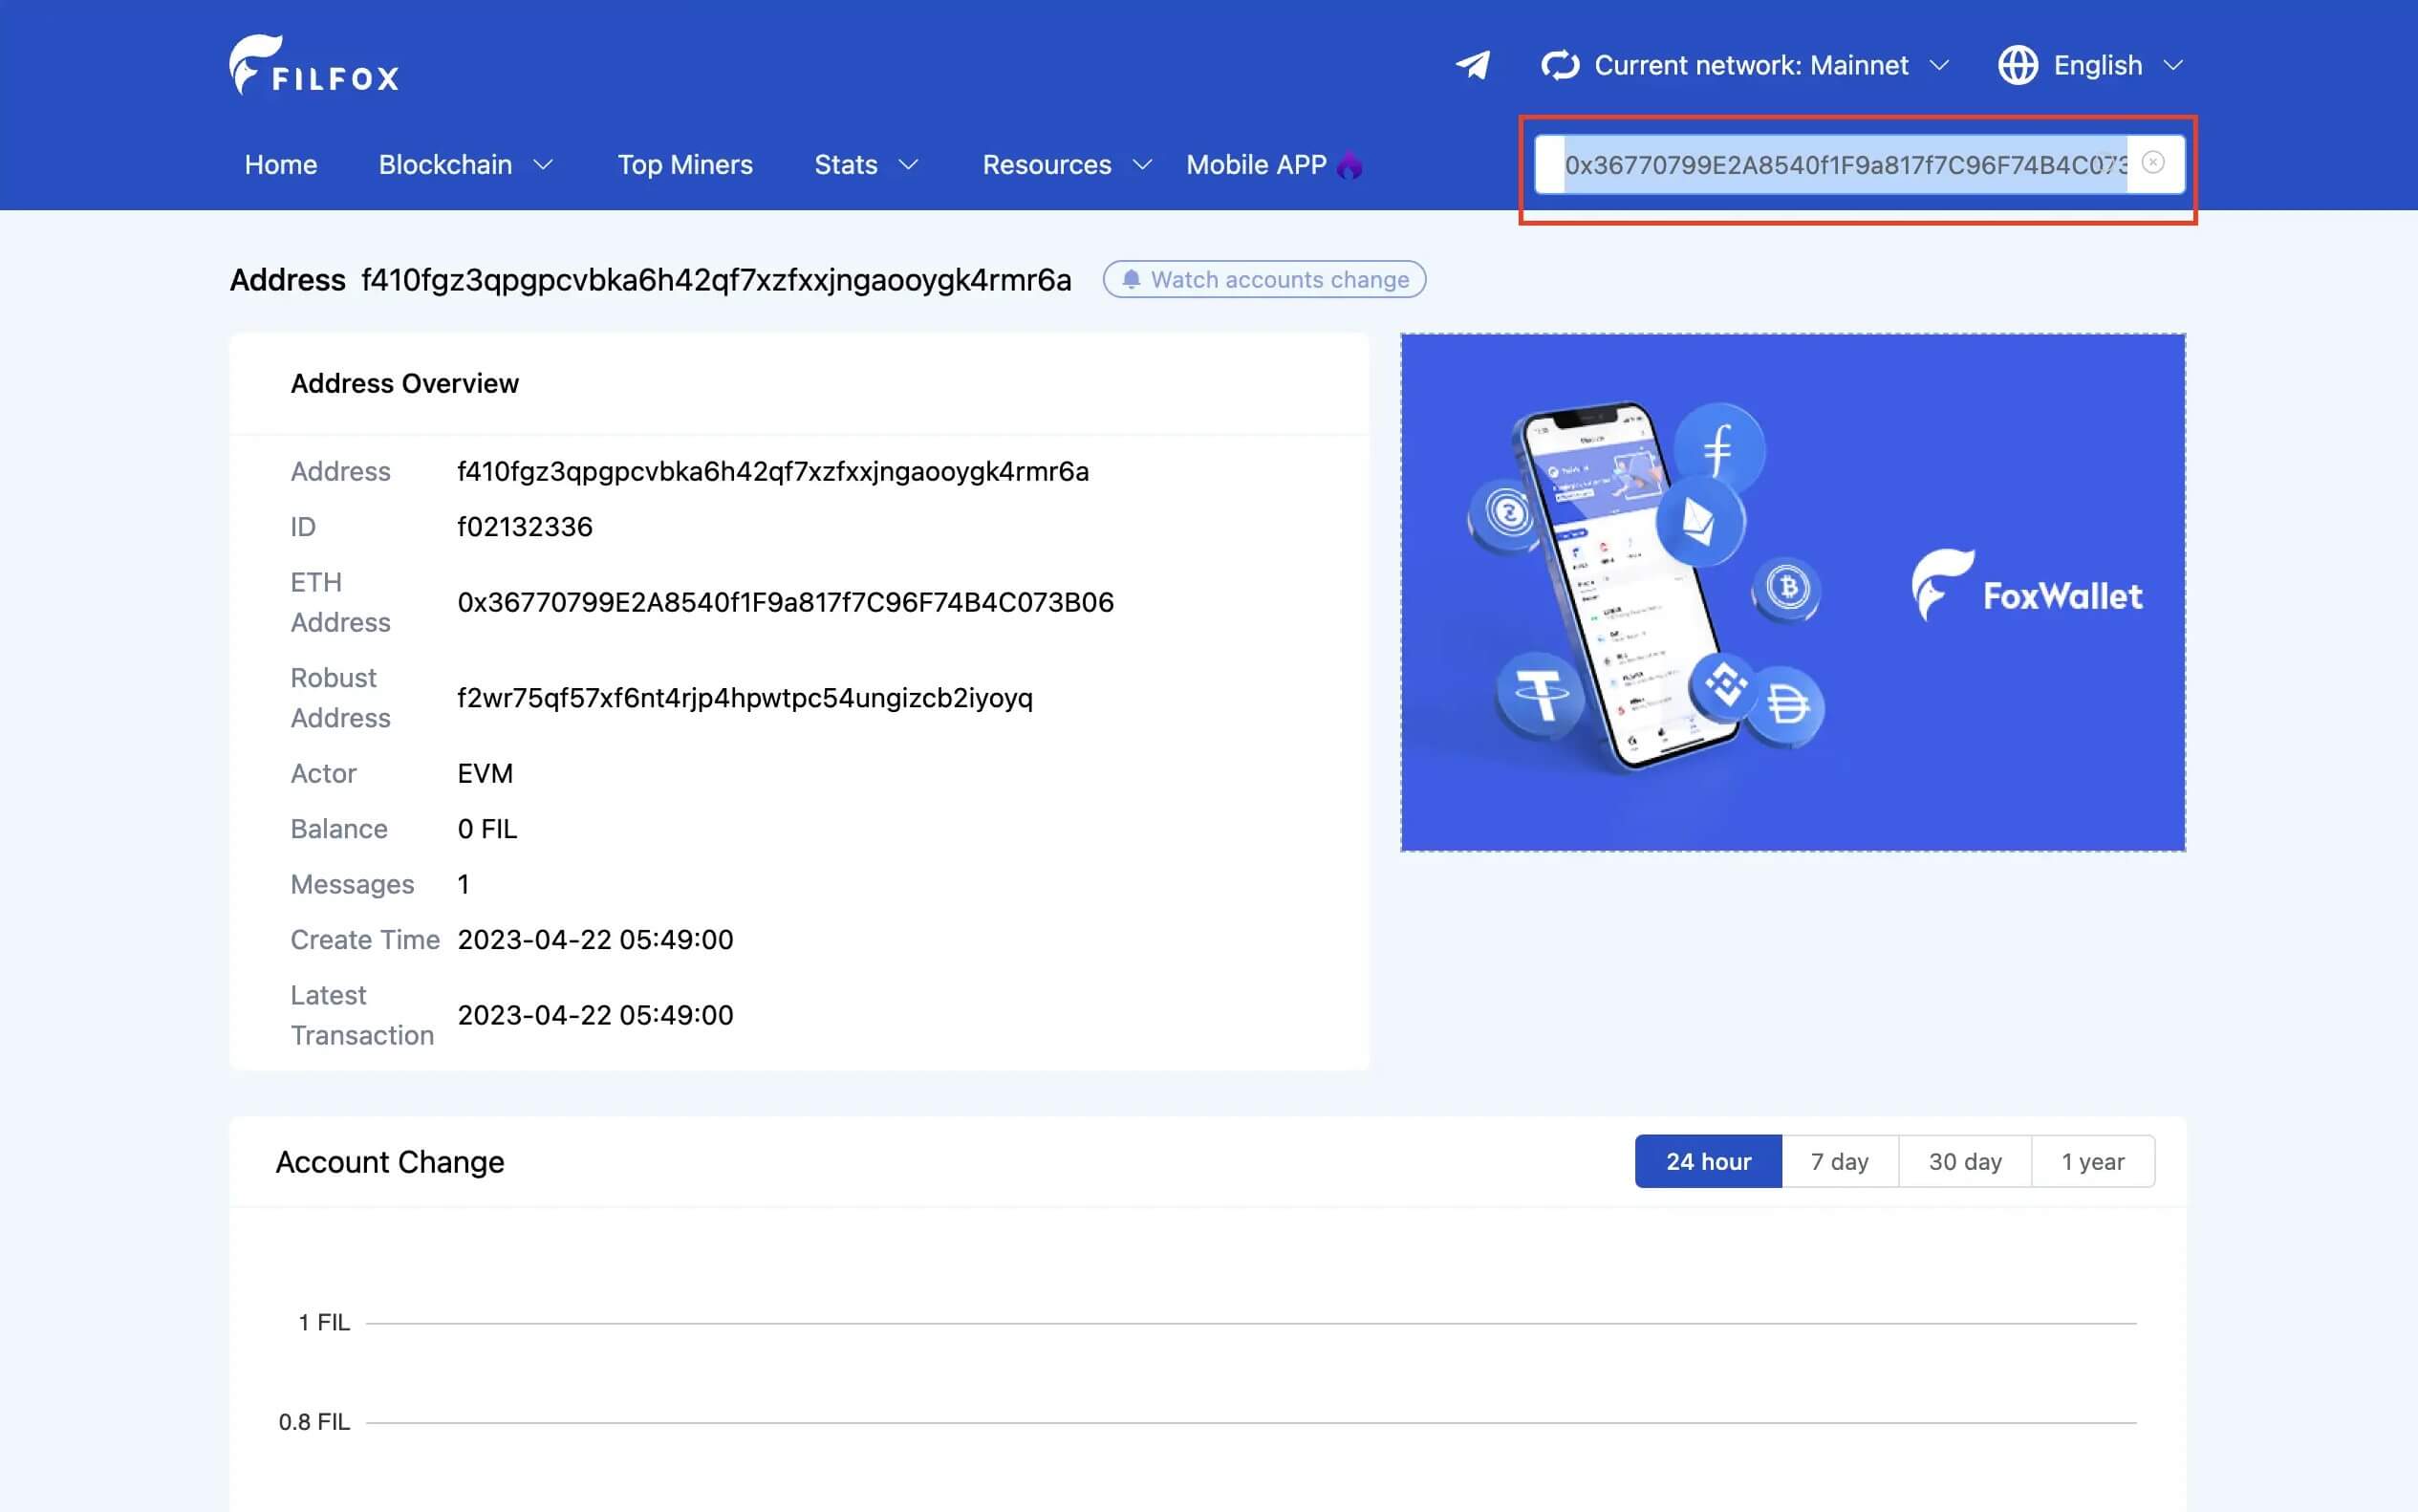 FILFOX
Current network: Mainnet
English
Home
Blockchain
Top Miners
Stats
Resources
Mobile APP
0x36770799E2A8540f1F9a817f7C96F74B4C073
Address f410fgz3qpgpcvbka6h42qf7xzfxxjngaooygk4rmr6a
Watch accounts change
Address Overview
Address f410fgz3qpgpcvbka6h42qf7xzfxxjngaooygk4rmr6a
ID f02132336
ETH
Address
0x36770799E2A8540f1F9a817f7C96F74B4C073B06
Robust
Address
f2wr75qf57xf6nt4rjp4hpwtpc54ungizcb2iyoyq
Actor EVM
Balance 0 FIL
Messages 1
Create Time 2023-04-22 05:49:00
Latest
Transaction
2023-04-22 05:49:00
FoxWallet
Account Change
24 hour
7 day
30 day
1 year
1 FIL
0.8 FIL